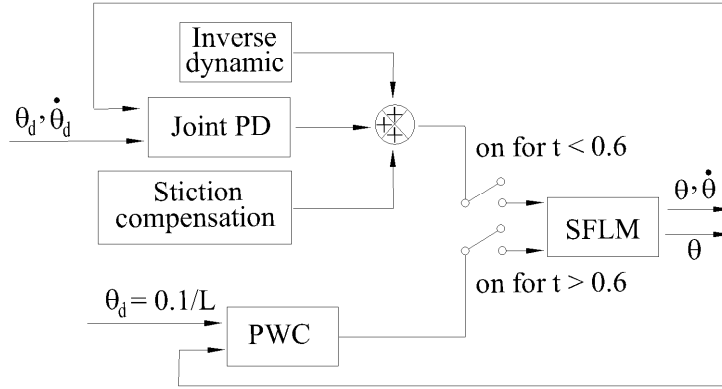 Inverse
dynamic
θd, θ̇d
Joint PD
+
+
+
Stiction
compensation
on for t < 0.6
SFLM
θ, θ̇
θ
on for t > 0.6
θd = 0.1/L
PWC